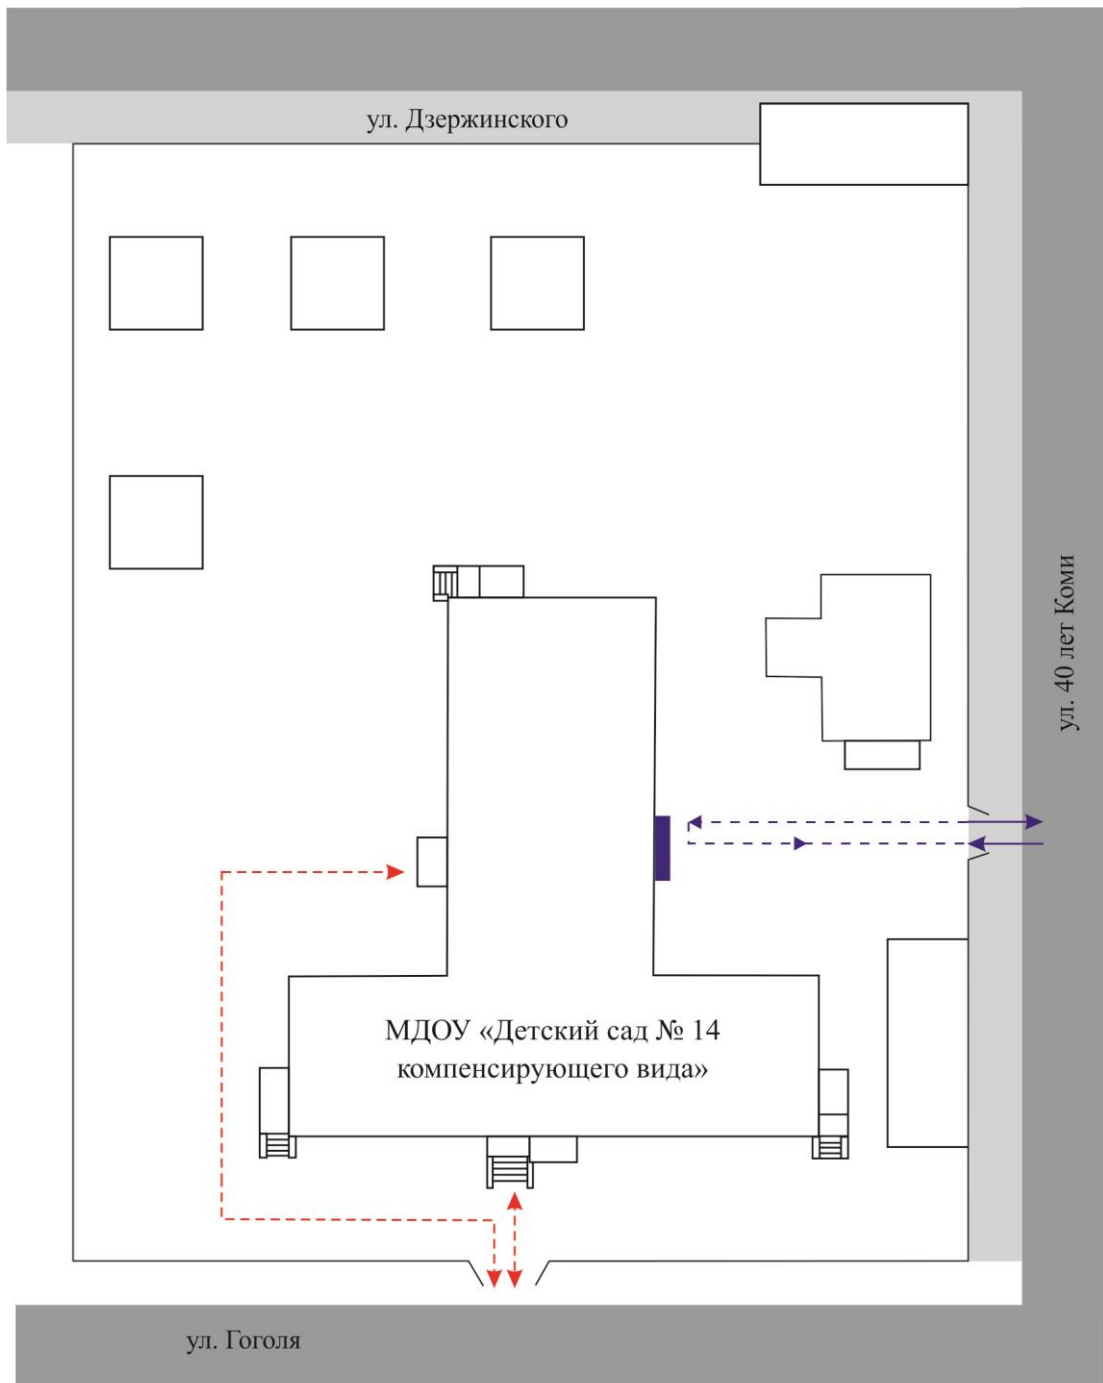 ул. Дзержинского
ул. 40 лет Коми
МДОУ «Детский сад № 14
компенсирующего вида»
ул. Гоголя